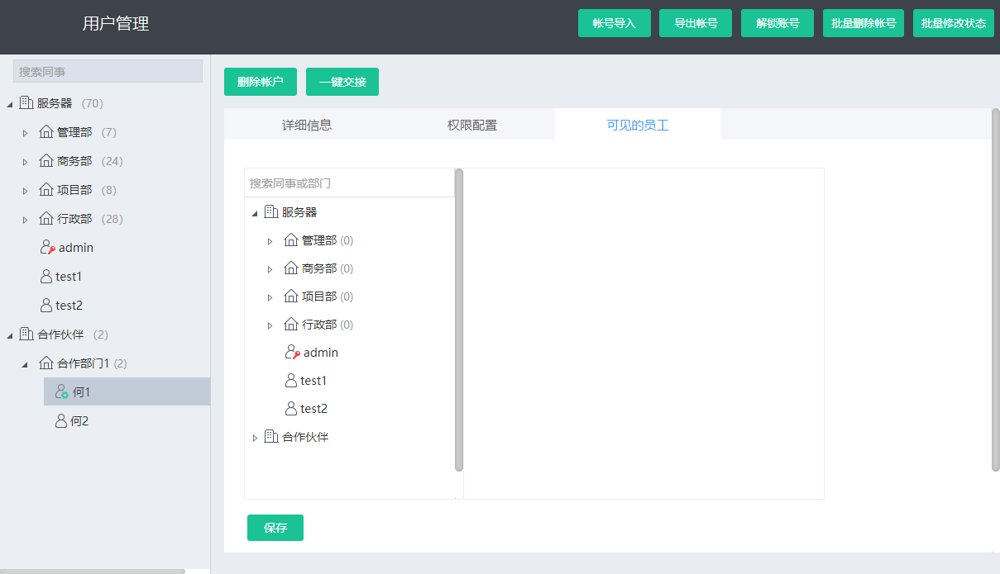 用户管理
帐号导入
导出帐号
解锁账号
批量删除帐号
批量修改状态
搜索同事
服务器 (70)
管理部 (7)
商务部 (24)
项目部 (8)
行政部 (28)
admin
test1
test2
合作伙伴 (2)
合作部门1 (2)
何1
何2
删除帐户
一键交接
详细信息
权限配置
可见的员工
搜索同事或部门
服务器
管理部 (0)
商务部 (0)
项目部 (0)
行政部 (0)
admin
test1
test2
合作伙伴
保存